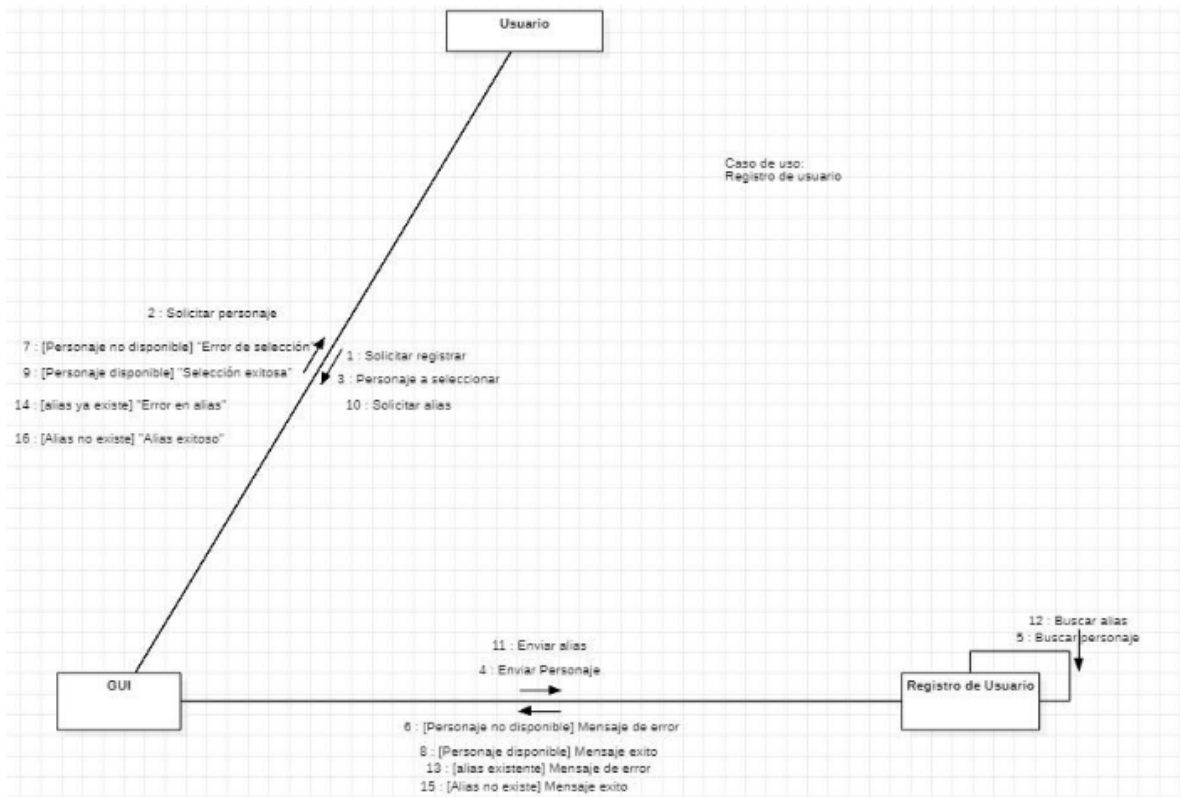 Usuario
Caso de uso:
Registro de usuario
2 : Solicitar personaje
7 : [Personaje no disponible] "Error de selección"
9 : [Personaje disponible] "Selección exitosa"
14 : [alias ya existe] "Error en alias"
16 : [Alias no existe] "Alias exitoso"
1 : Solicitar registrar
3 : Personaje a seleccionar
10 : Solicitar alias
GUI
11 : Enviar alias
4 : Enviar Personaje
6 : [Personaje no disponible] Mensaje de error
8 : [Personaje disponible] Mensaje exito
13 : [alias existente] Mensaje de error
15 : [Alias no existe] Mensaje exito
12 : Buscar alias
5 : Buscar personaje
Registro de Usuario